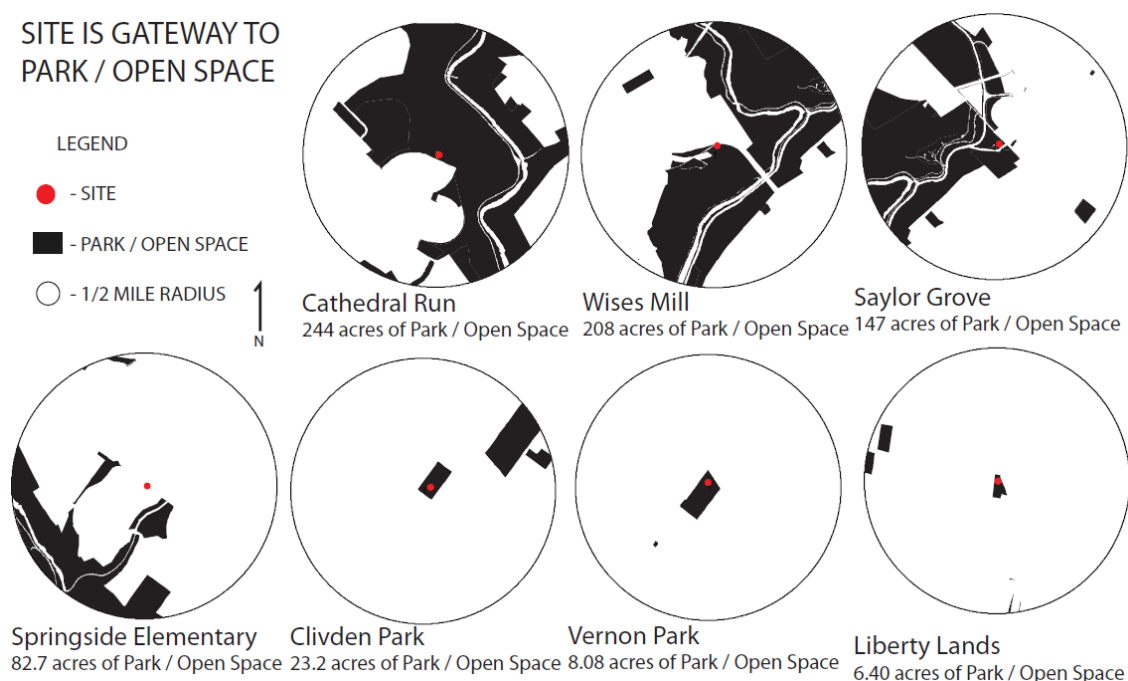 SITE IS GATEWAY TO
PARK / OPEN SPACE
LEGEND
- SITE
- PARK / OPEN SPACE
- 1/2 MILE RADIUS
N
Cathedral Run
244 acres of Park / Open Space
Wises Mill
208 acres of Park / Open Space
Saylor Grove
147 acres of Park / Open Space
Springside Elementary
82.7 acres of Park / Open Space
Clivden Park
23.2 acres of Park / Open Space
Vernon Park
8.08 acres of Park / Open Space
Liberty Lands
6.40 acres of Park / Open Space